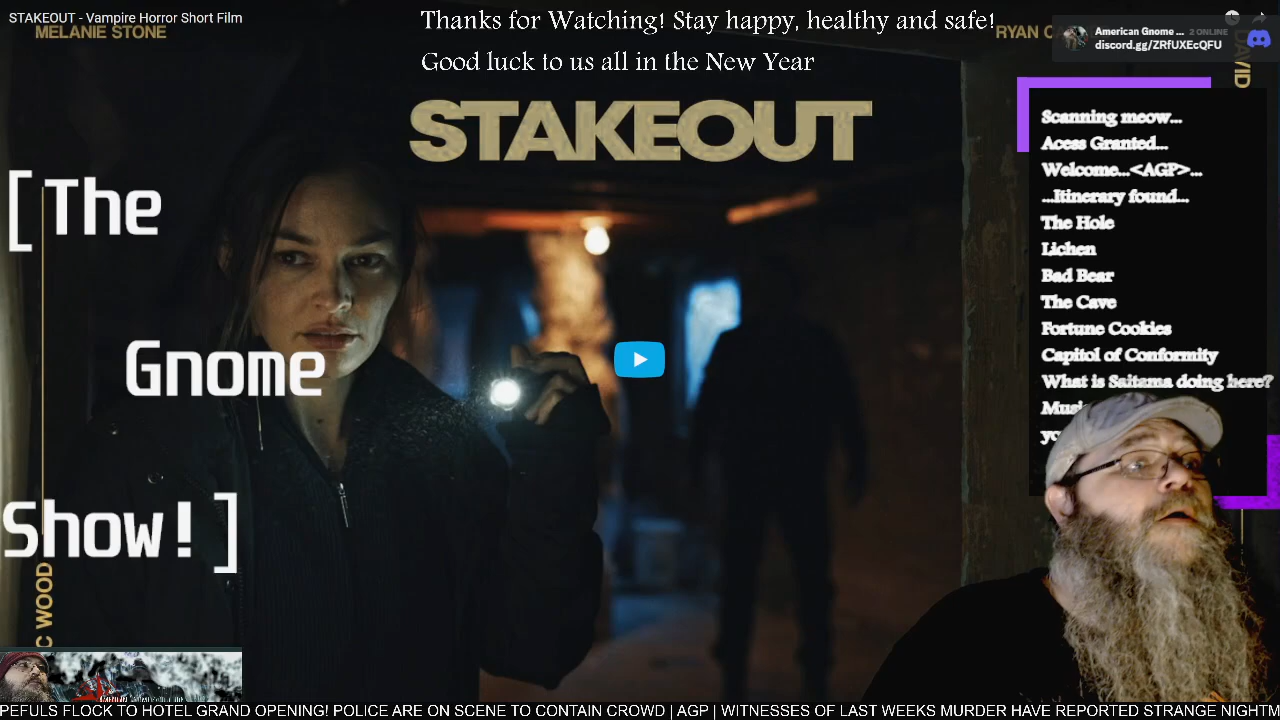 STAKEOUT - Vampire Horror Short Film
MELANIE STONE
Thanks for Watching! Stay happy, healthy and safe!
Good luck to us all in the New Year
RYAN
American Gnome ... 2 ONLINE
discord.gg/ZRfUXEcQFU
STAKEOUT
[The
Gnome
Show!]
Scanning meow...
Acess Granted...
Welcome...<AGP>...
...Itinerary found...
The Hole
Lichen
Bad Bear
The Cave
Fortune Cookies
Capitol of Conformity
What is Saitama doing here?
C WOOD
PEFULS FLOCK TO HOTEL GRAND OPENING! POLICE ARE ON SCENE TO CONTAIN CROWD | AGP | WITNESSES OF LAST WEEKS MURDER HAVE REPORTED STRANGE NIGHTM